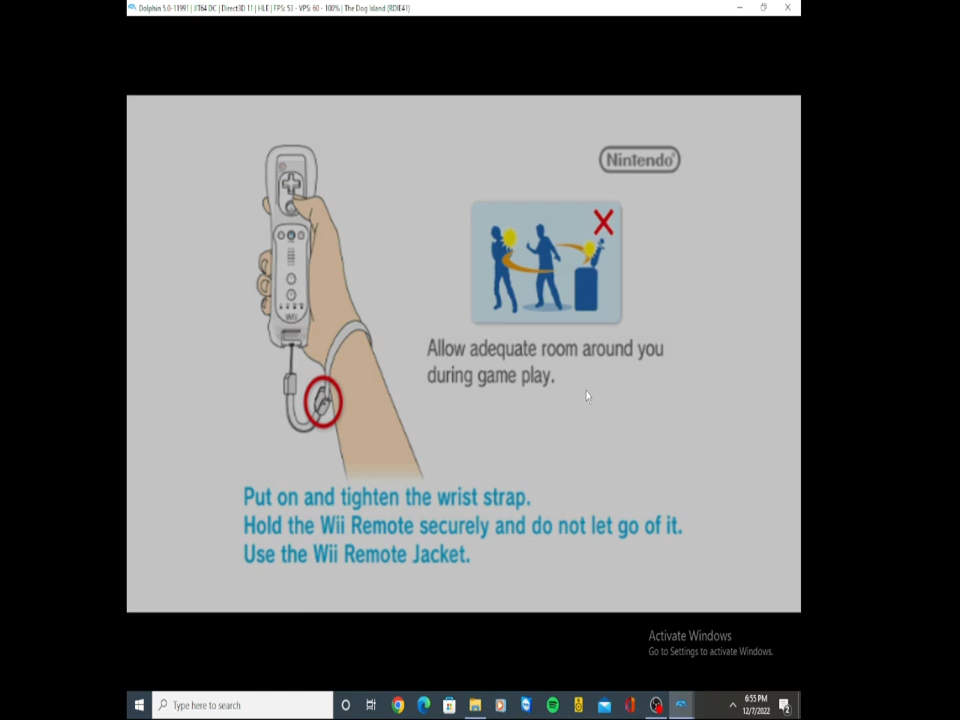 Dolphin 5.0-11991 | JIT64 DC | Direct3D 11 | HLE | FPS: 53 - VPS: 60 - 100% | The Dog Island (RDIE41)
Nintendo
Allow adequate room around you
during game play.
Wii
Put on and tighten the wrist strap.
Hold the Wii Remote securely and do not let go of it.
Use the Wii Remote Jacket.
Activate Windows
Go to Settings to activate Windows.
Type here to search
6:55 PM
12/7/2022
2